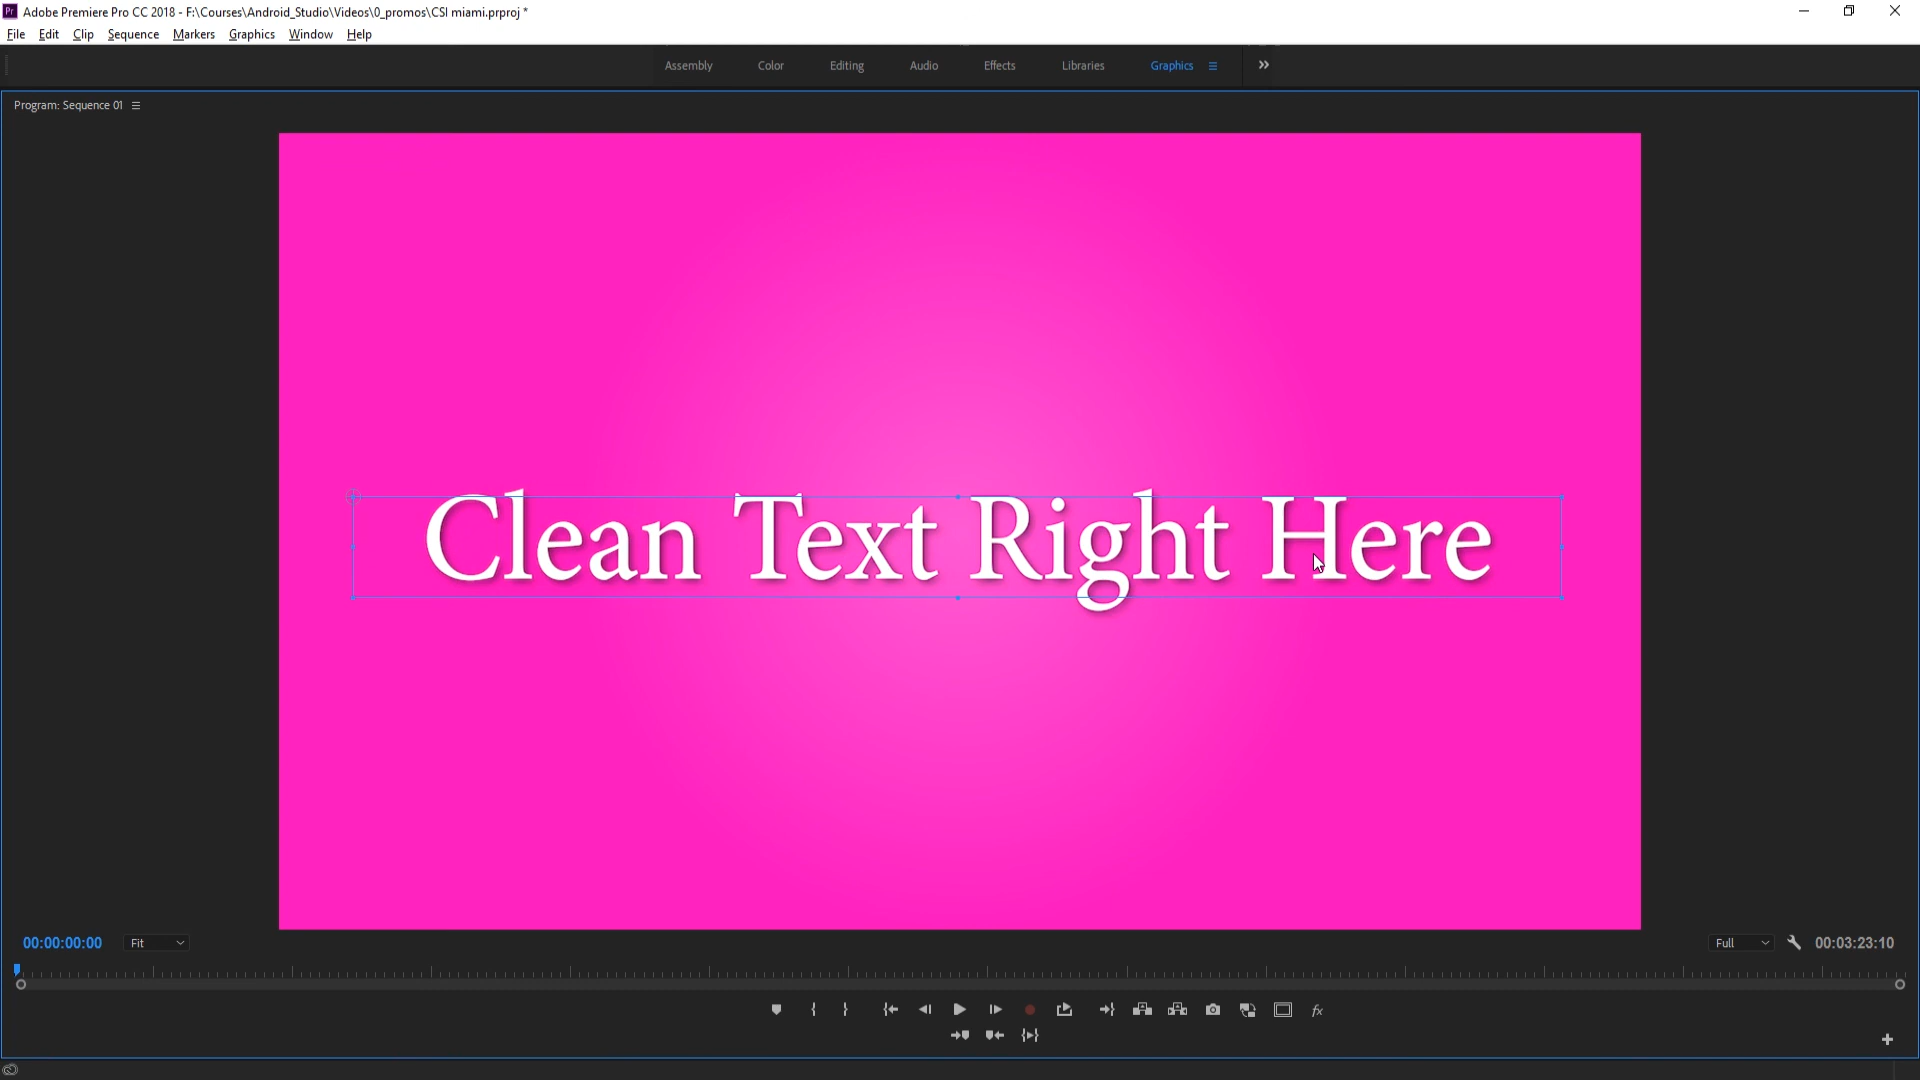 Pr Adobe Premiere Pro CC 2018 - F:\Courses\Android_Studio\Videos\0_promos\CSI miami.prproj *
File Edit Clip Sequence Markers Graphics Window Help
Assembly Color Editing Audio Effects Libraries Graphics
Program: Sequence 01
Clean Text Right Here
00:00:00:00 Fit Full 00:03:23:10
fx